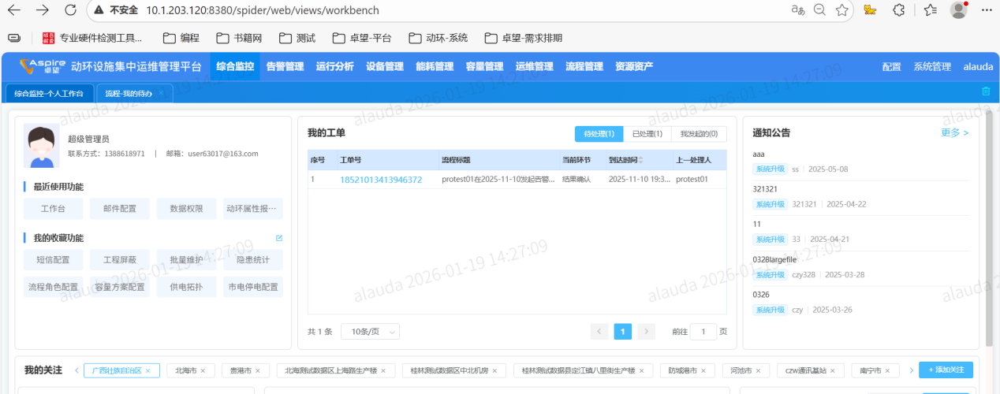 不安全 10.1.203.120:8380/spider/web/views/workbench
专业硬件检测工具... 编程 书籍网 测试 卓望-平台 动环-系统 卓望-需求排期
Aspire 卓望 动环设施集中运维管理平台 综合监控 告警管理 运行分析 设备管理 能耗管理 容量管理 运维管理 流程管理 资源资产 配置 系统管理 alauda
综合监控-个人工作台 流程-我的待办 ×
超级管理员
联系方式：1388618971 | 邮箱：user63017@163.com
最近使用功能
工作台 邮件配置 数据权限 动环属性报…
我的收藏功能
短信配置 工程屏蔽 批量维护 隐患统计
流程角色配置 容量方案配置 供电拓扑 市电停电配置
我的工单 待处理(1) 已处理(1) 我发起的(0)
序号 工单号 流程标题 当前环节 到达时间 上一处理人
1 18521013413946372 protest01在2025-11-10发起告警... 结果确认 2025-11-10 19:3... protest01
共 1 条 10条/页 < 1 > 前往 1 页
通知公告 更多 >
aaa
系统升级 ss | 2025-05-08
321321
系统升级 321321 | 2025-04-22
11
系统升级 33 | 2025-04-21
0328largefile
系统升级 czy328 | 2025-03-28
0326
系统升级 czy | 2025-03-26
我的关注 < 广西壮族自治区 × 北海市 × 贵港市 × 北海测试数据区上海路生产楼 × 桂林测试数据区中北机房 × 桂林测试数据县定江镇八里街生产楼 × 防城港市 × 河池市 × czw通讯基站 × 南宁市 × > + 添加关注
alauda 2026-01-19 14:27:09